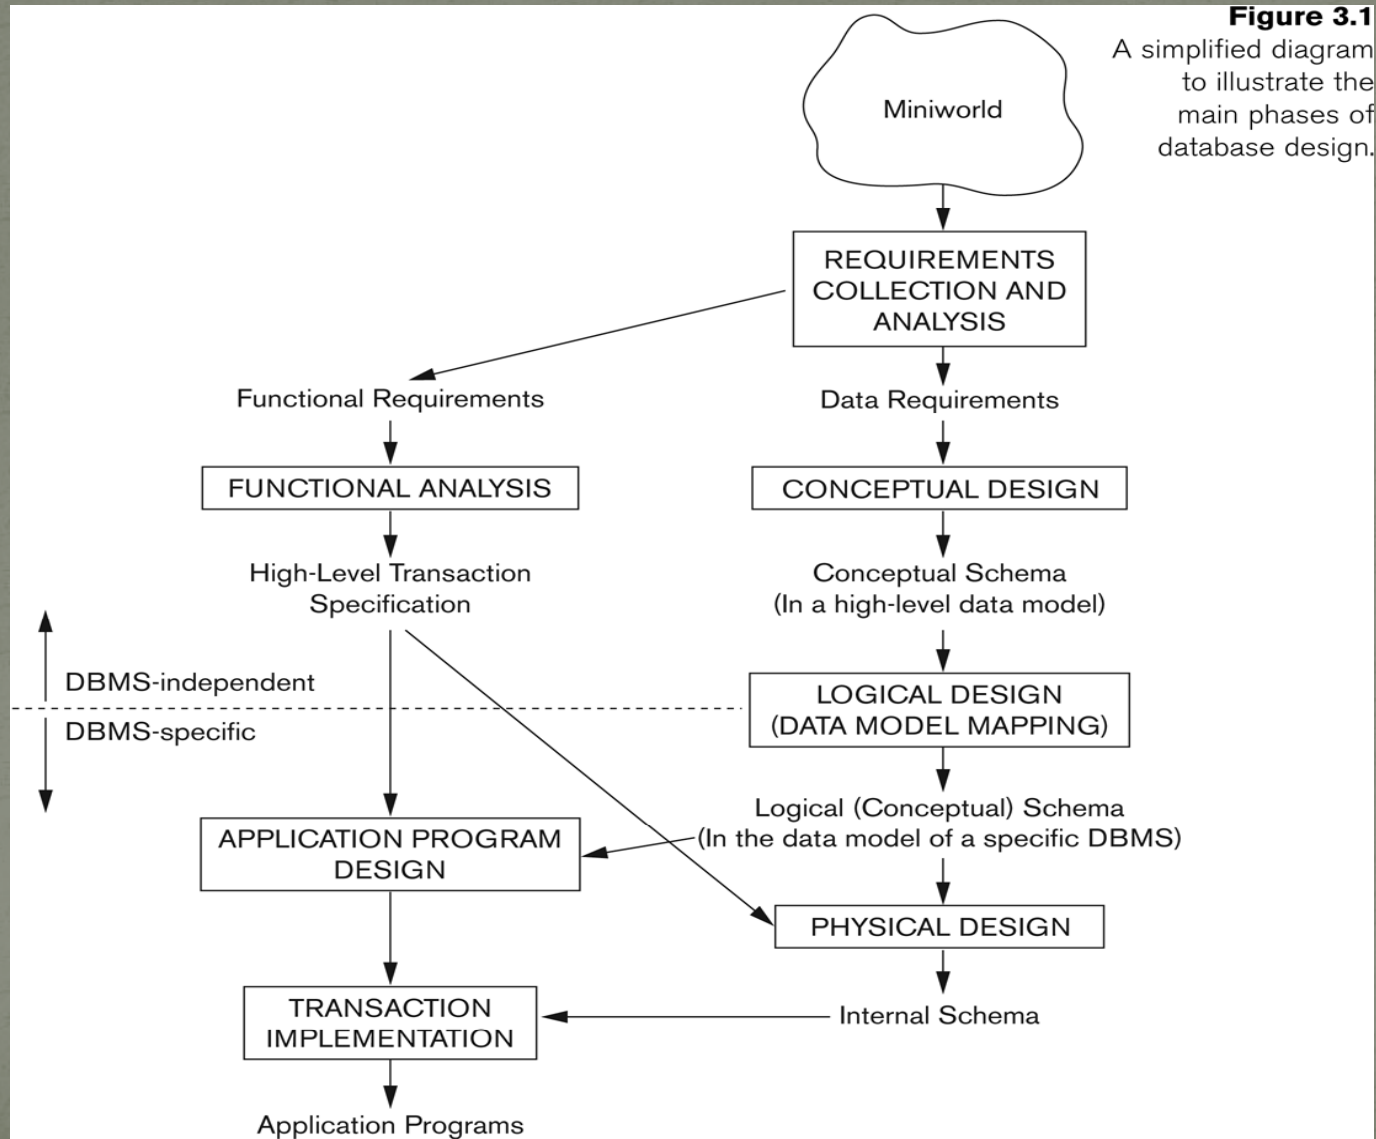 Figure 3.1
A simplified diagram
to illustrate the
main phases of
database design.
Miniworld
REQUIREMENTS
COLLECTION AND
ANALYSIS
Functional Requirements
Data Requirements
FUNCTIONAL ANALYSIS
CONCEPTUAL DESIGN
High-Level Transaction
Specification
Conceptual Schema
(In a high-level data model)
DBMS-independent
DBMS-specific
LOGICAL DESIGN
(DATA MODEL MAPPING)
Logical (Conceptual) Schema
(In the data model of a specific DBMS)
APPLICATION PROGRAM
DESIGN
PHYSICAL DESIGN
TRANSACTION
IMPLEMENTATION
Internal Schema
Application Programs